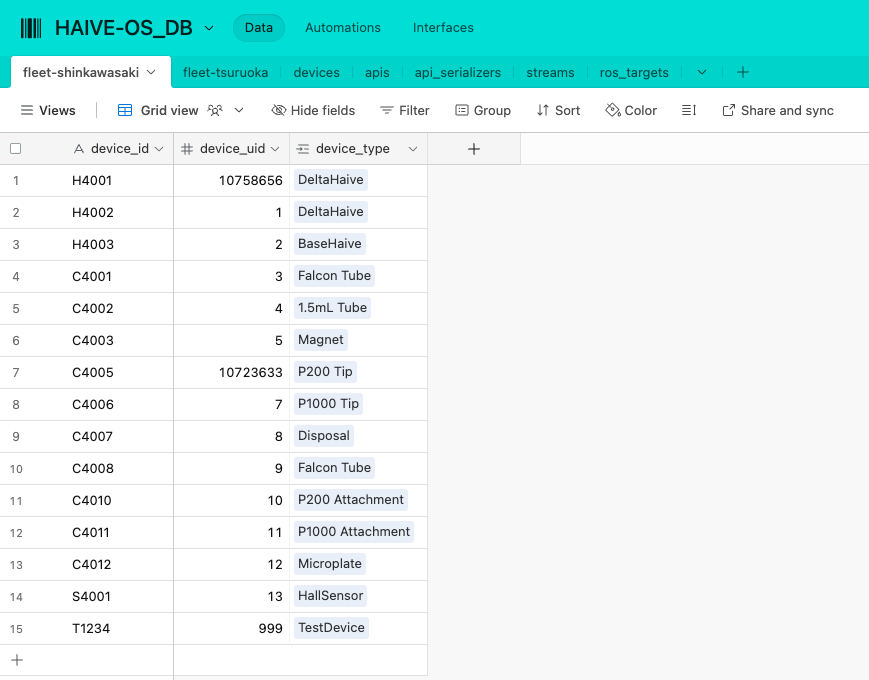 HAIVE-OS_DB Data Automations Interfaces
fleet-shinkawasaki fleet-tsuruoka devices apis api_serializers streams ros_targets
Views Grid view Hide fields Filter Group Sort Color Share and sync
device_id device_uid device_type
1 H4001 10758656 DeltaHaive
2 H4002 1 DeltaHaive
3 H4003 2 BaseHaive
4 C4001 3 Falcon Tube
5 C4002 4 1.5mL Tube
6 C4003 5 Magnet
7 C4005 10723633 P200 Tip
8 C4006 7 P1000 Tip
9 C4007 8 Disposal
10 C4008 9 Falcon Tube
11 C4010 10 P200 Attachment
12 C4011 11 P1000 Attachment
13 C4012 12 Microplate
14 S4001 13 HallSensor
15 T1234 999 TestDevice